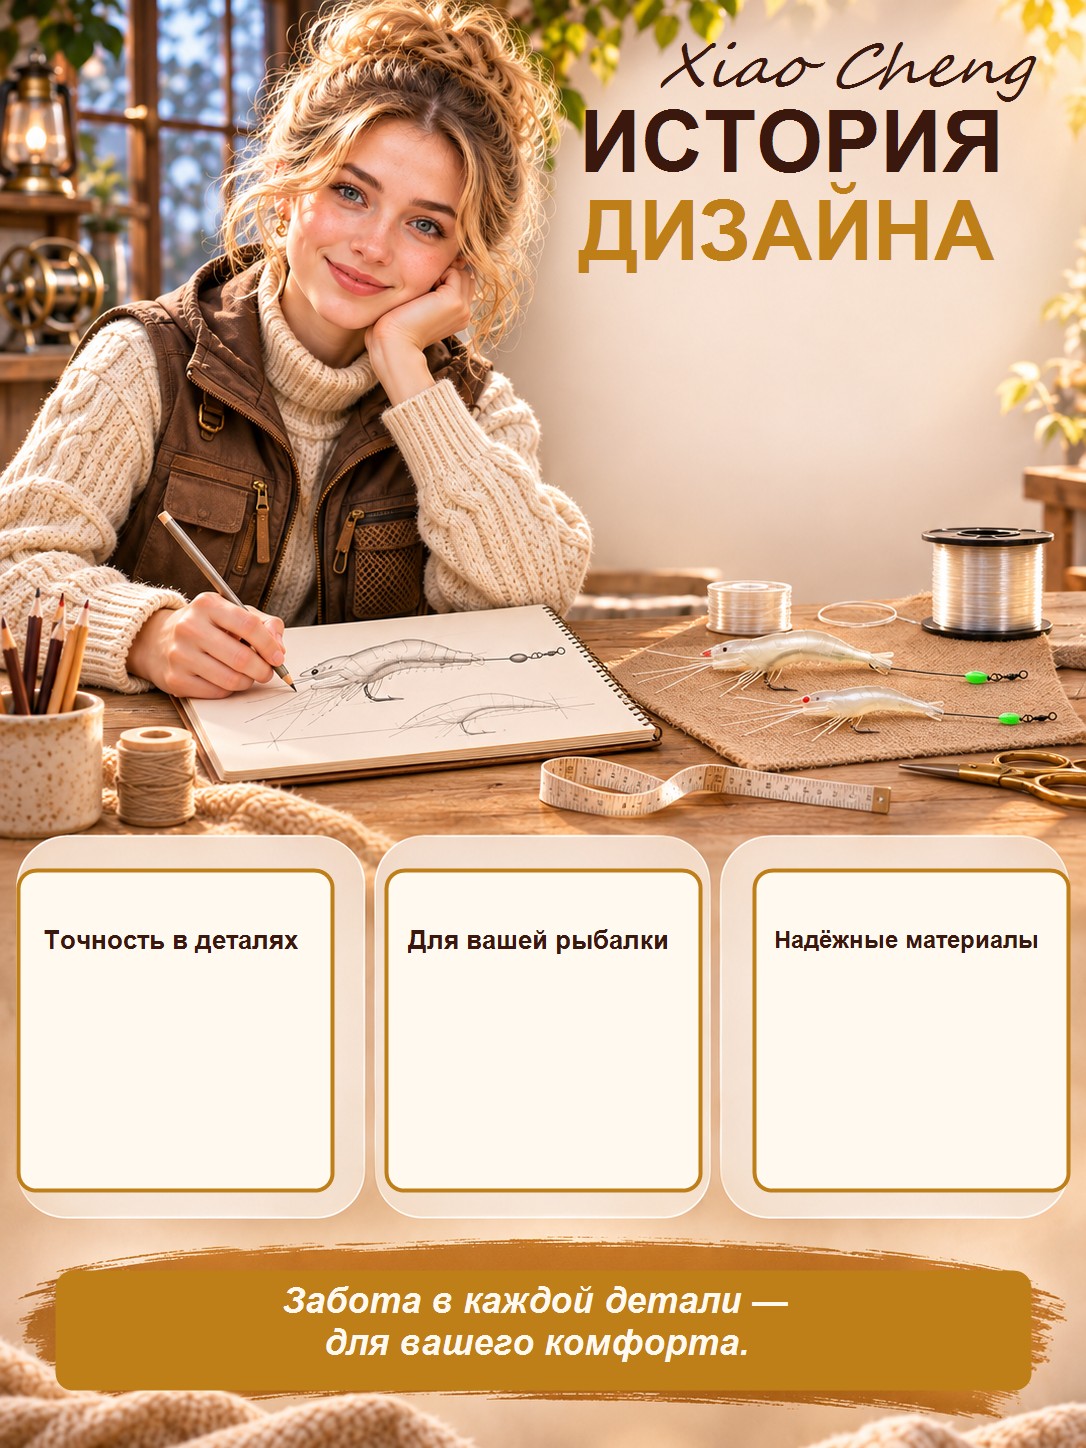 Xiao Cheng
ИСТОРИЯ
ДИЗАЙНА
Точность в деталях
Для вашей рыбалки
Надёжные материалы
Забота в каждой детали —
для вашего комфорта.